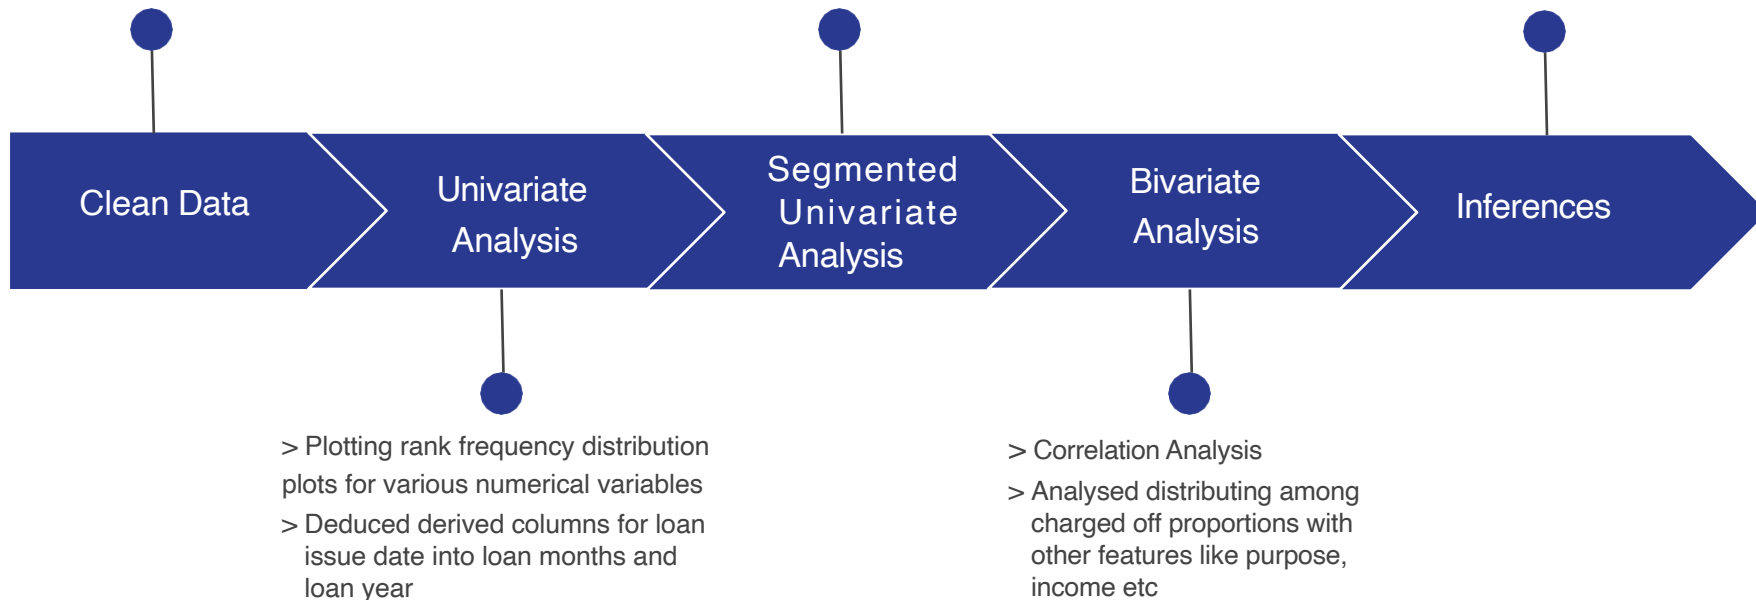 Clean Data
Univariate
Analysis
Segmented
Univariate
Analysis
Bivariate
Analysis
Inferences
> Plotting rank frequency distribution
plots for various numerical variables
> Deduced derived columns for loan
issue date into loan months and
loan year
> Correlation Analysis
> Analysed distributing among
charged off proportions with
other features like purpose,
income etc